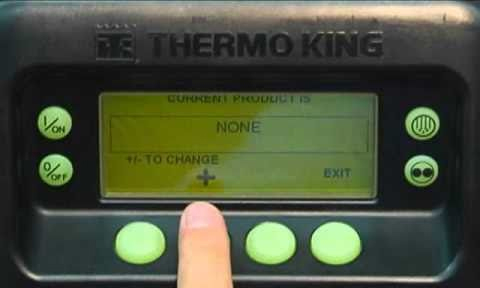 THERMO KING
CURRENT PRODUCT IS
NONE
+/- TO CHANGE
+
EXIT
I/ON
0/OFF